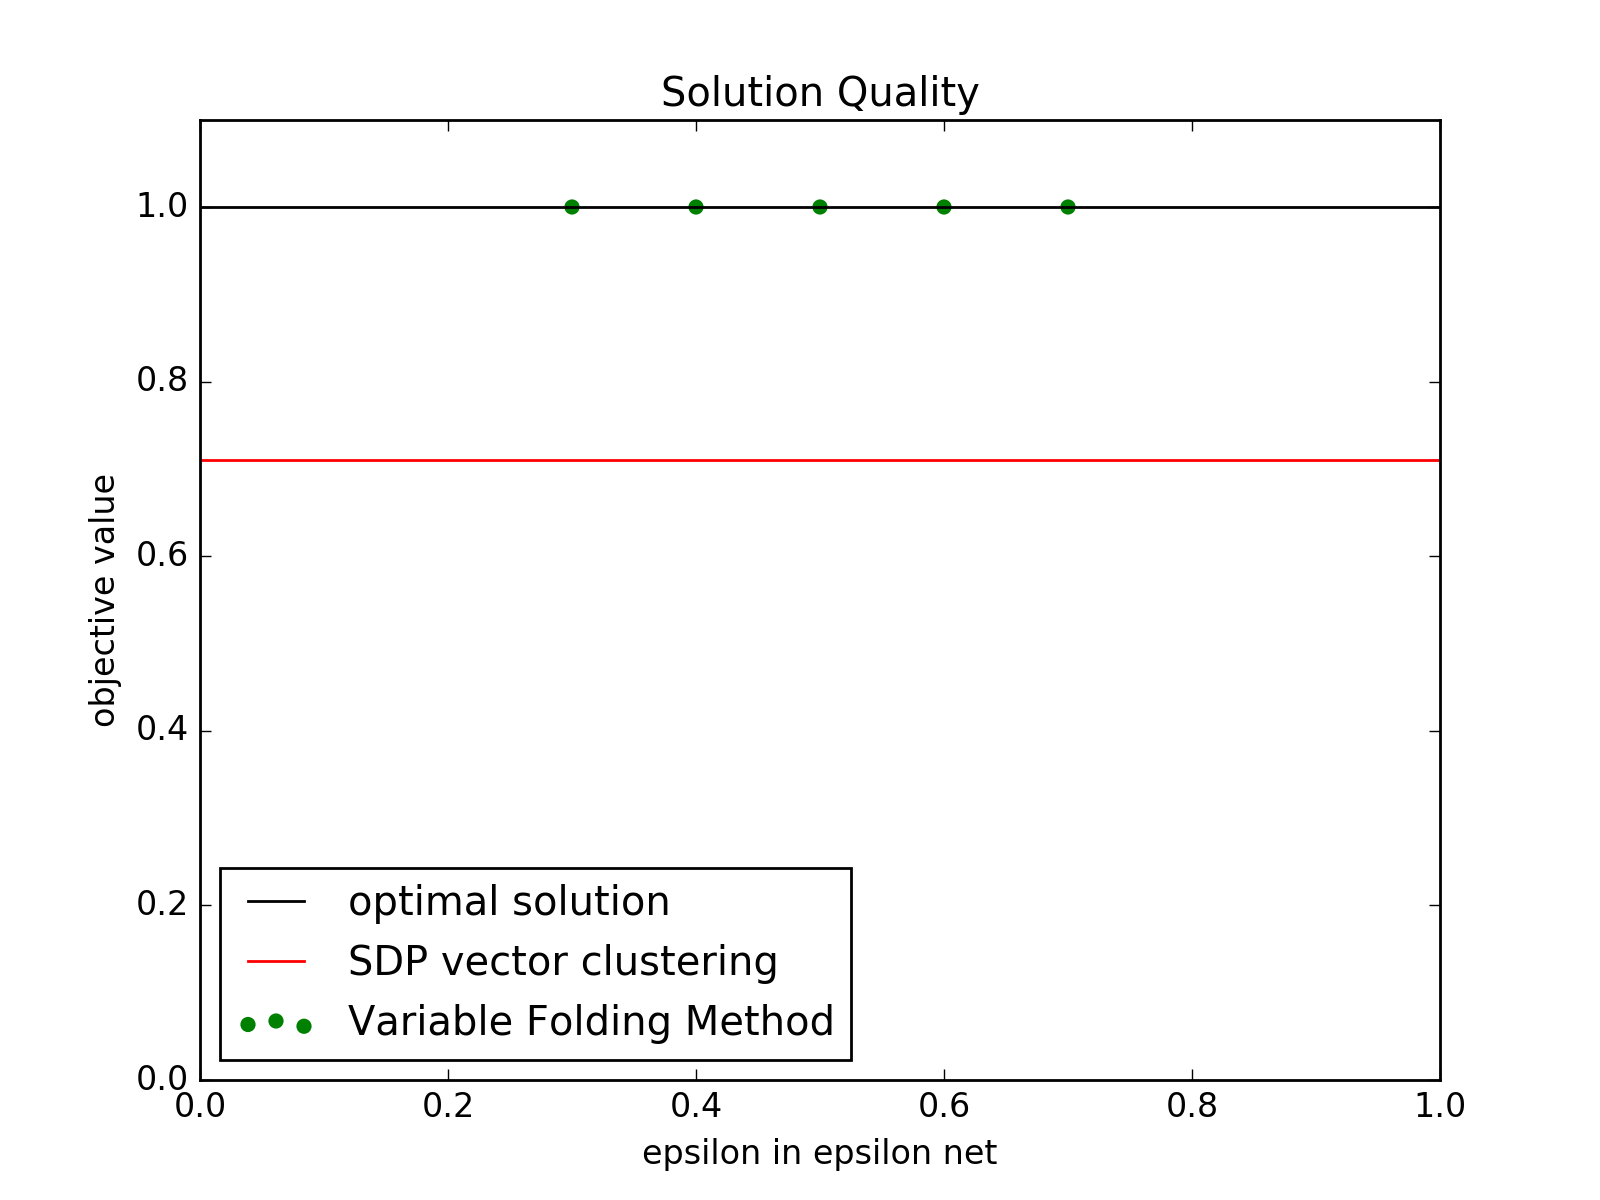 Solution Quality
1.0
0.8
0.6
0.4
0.2
0.0
objective value
optimal solution
SDP vector clustering
Variable Folding Method
0.0 0.2 0.4 0.6 0.8 1.0
epsilon in epsilon net